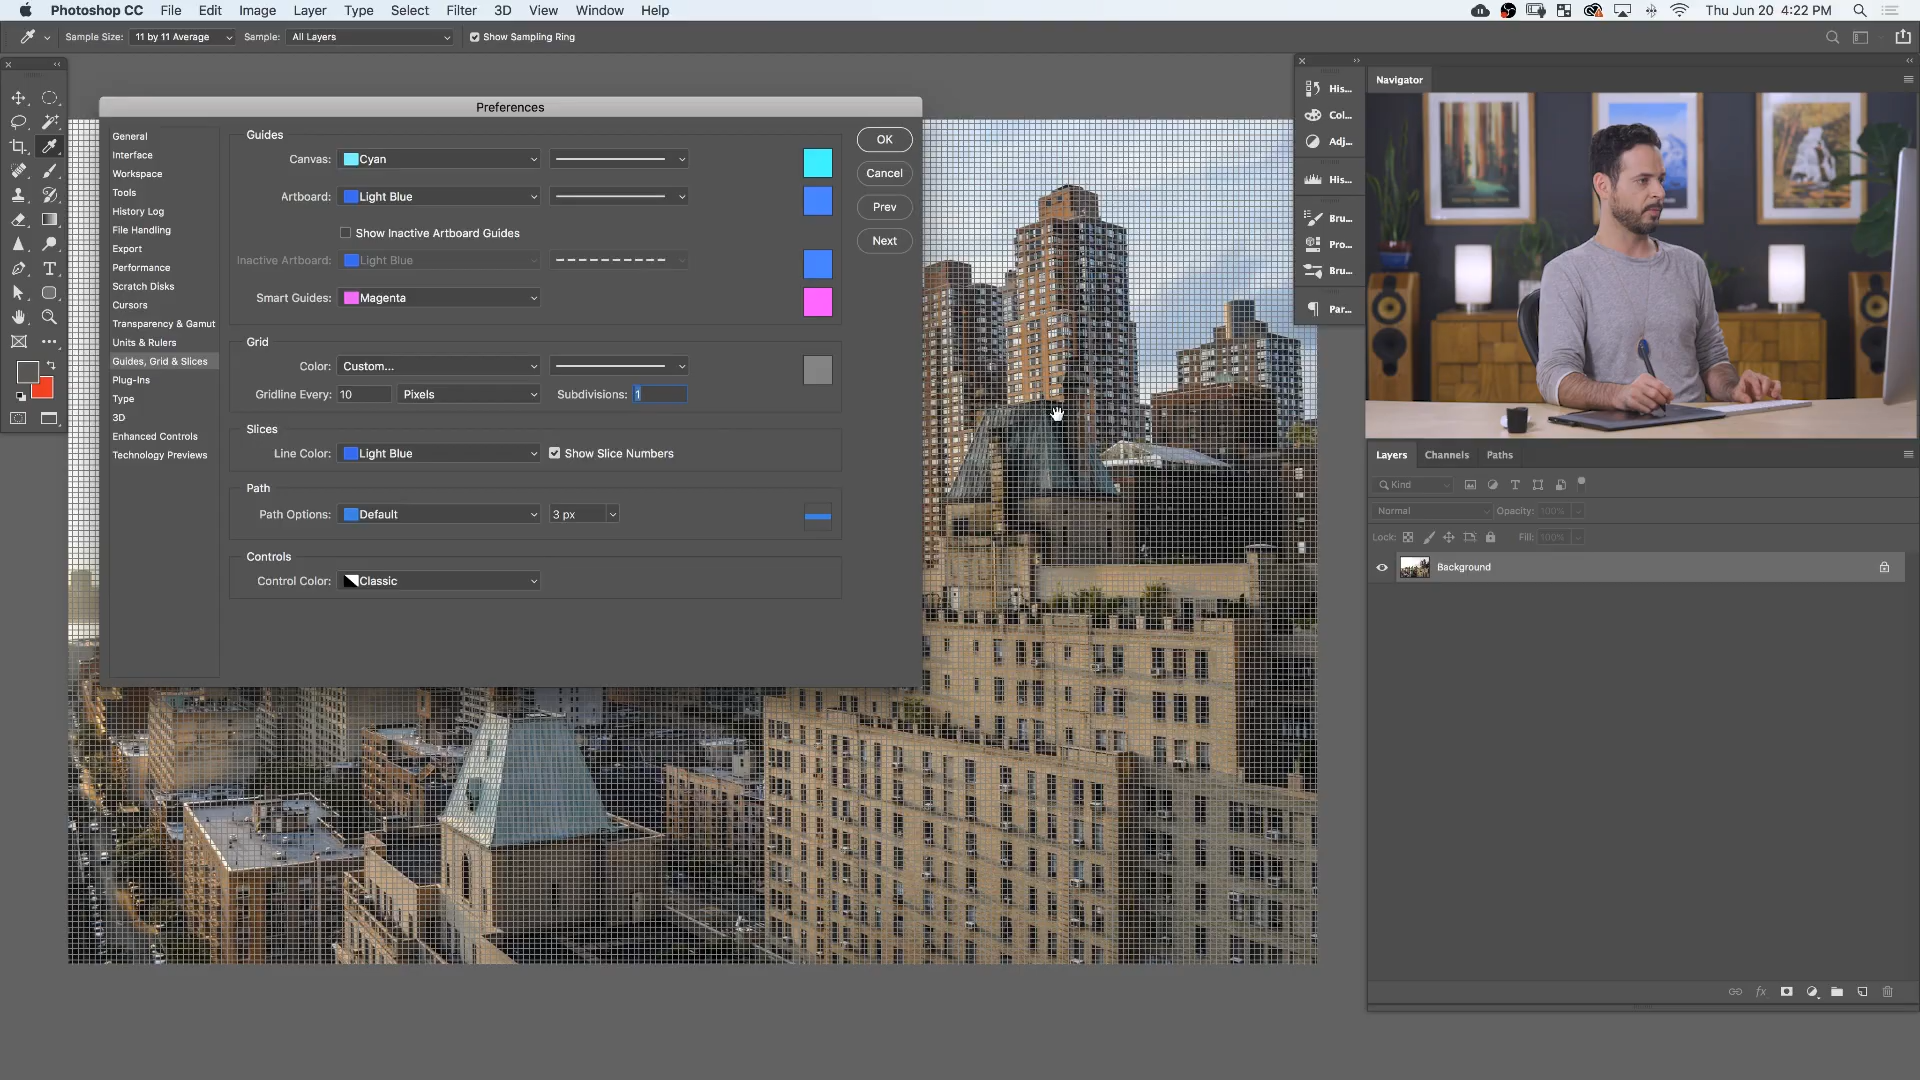 Photoshop CC File Edit Image Layer Type Select Filter 3D View Window Help Thu Jun 20 4:22 PM
Sample Size: 11 by 11 Average Sample: All Layers Show Sampling Ring
Preferences
General
Interface
Workspace
Tools
History Log
File Handling
Export
Performance
Scratch Disks
Cursors
Transparency & Gamut
Units & Rulers
Guides, Grid & Slices
Plug-Ins
Type
3D
Enhanced Controls
Technology Previews
Guides
Canvas: Cyan
Artboard: Light Blue
Show Inactive Artboard Guides
Inactive Artboard: Light Blue
Smart Guides: Magenta
Grid
Color: Custom...
Gridline Every: 10 Pixels Subdivisions: 1
Slices
Line Color: Light Blue Show Slice Numbers
Path
Path Options: Default 3 px
Controls
Control Color: Classic
OK
Cancel
Prev
Next
His...
Col...
Adj...
His...
Bru...
Pro...
Bru...
Par...
Navigator
Layers Channels Paths
Kind
Normal Opacity: 100%
Lock: Fill: 100%
Background
fx